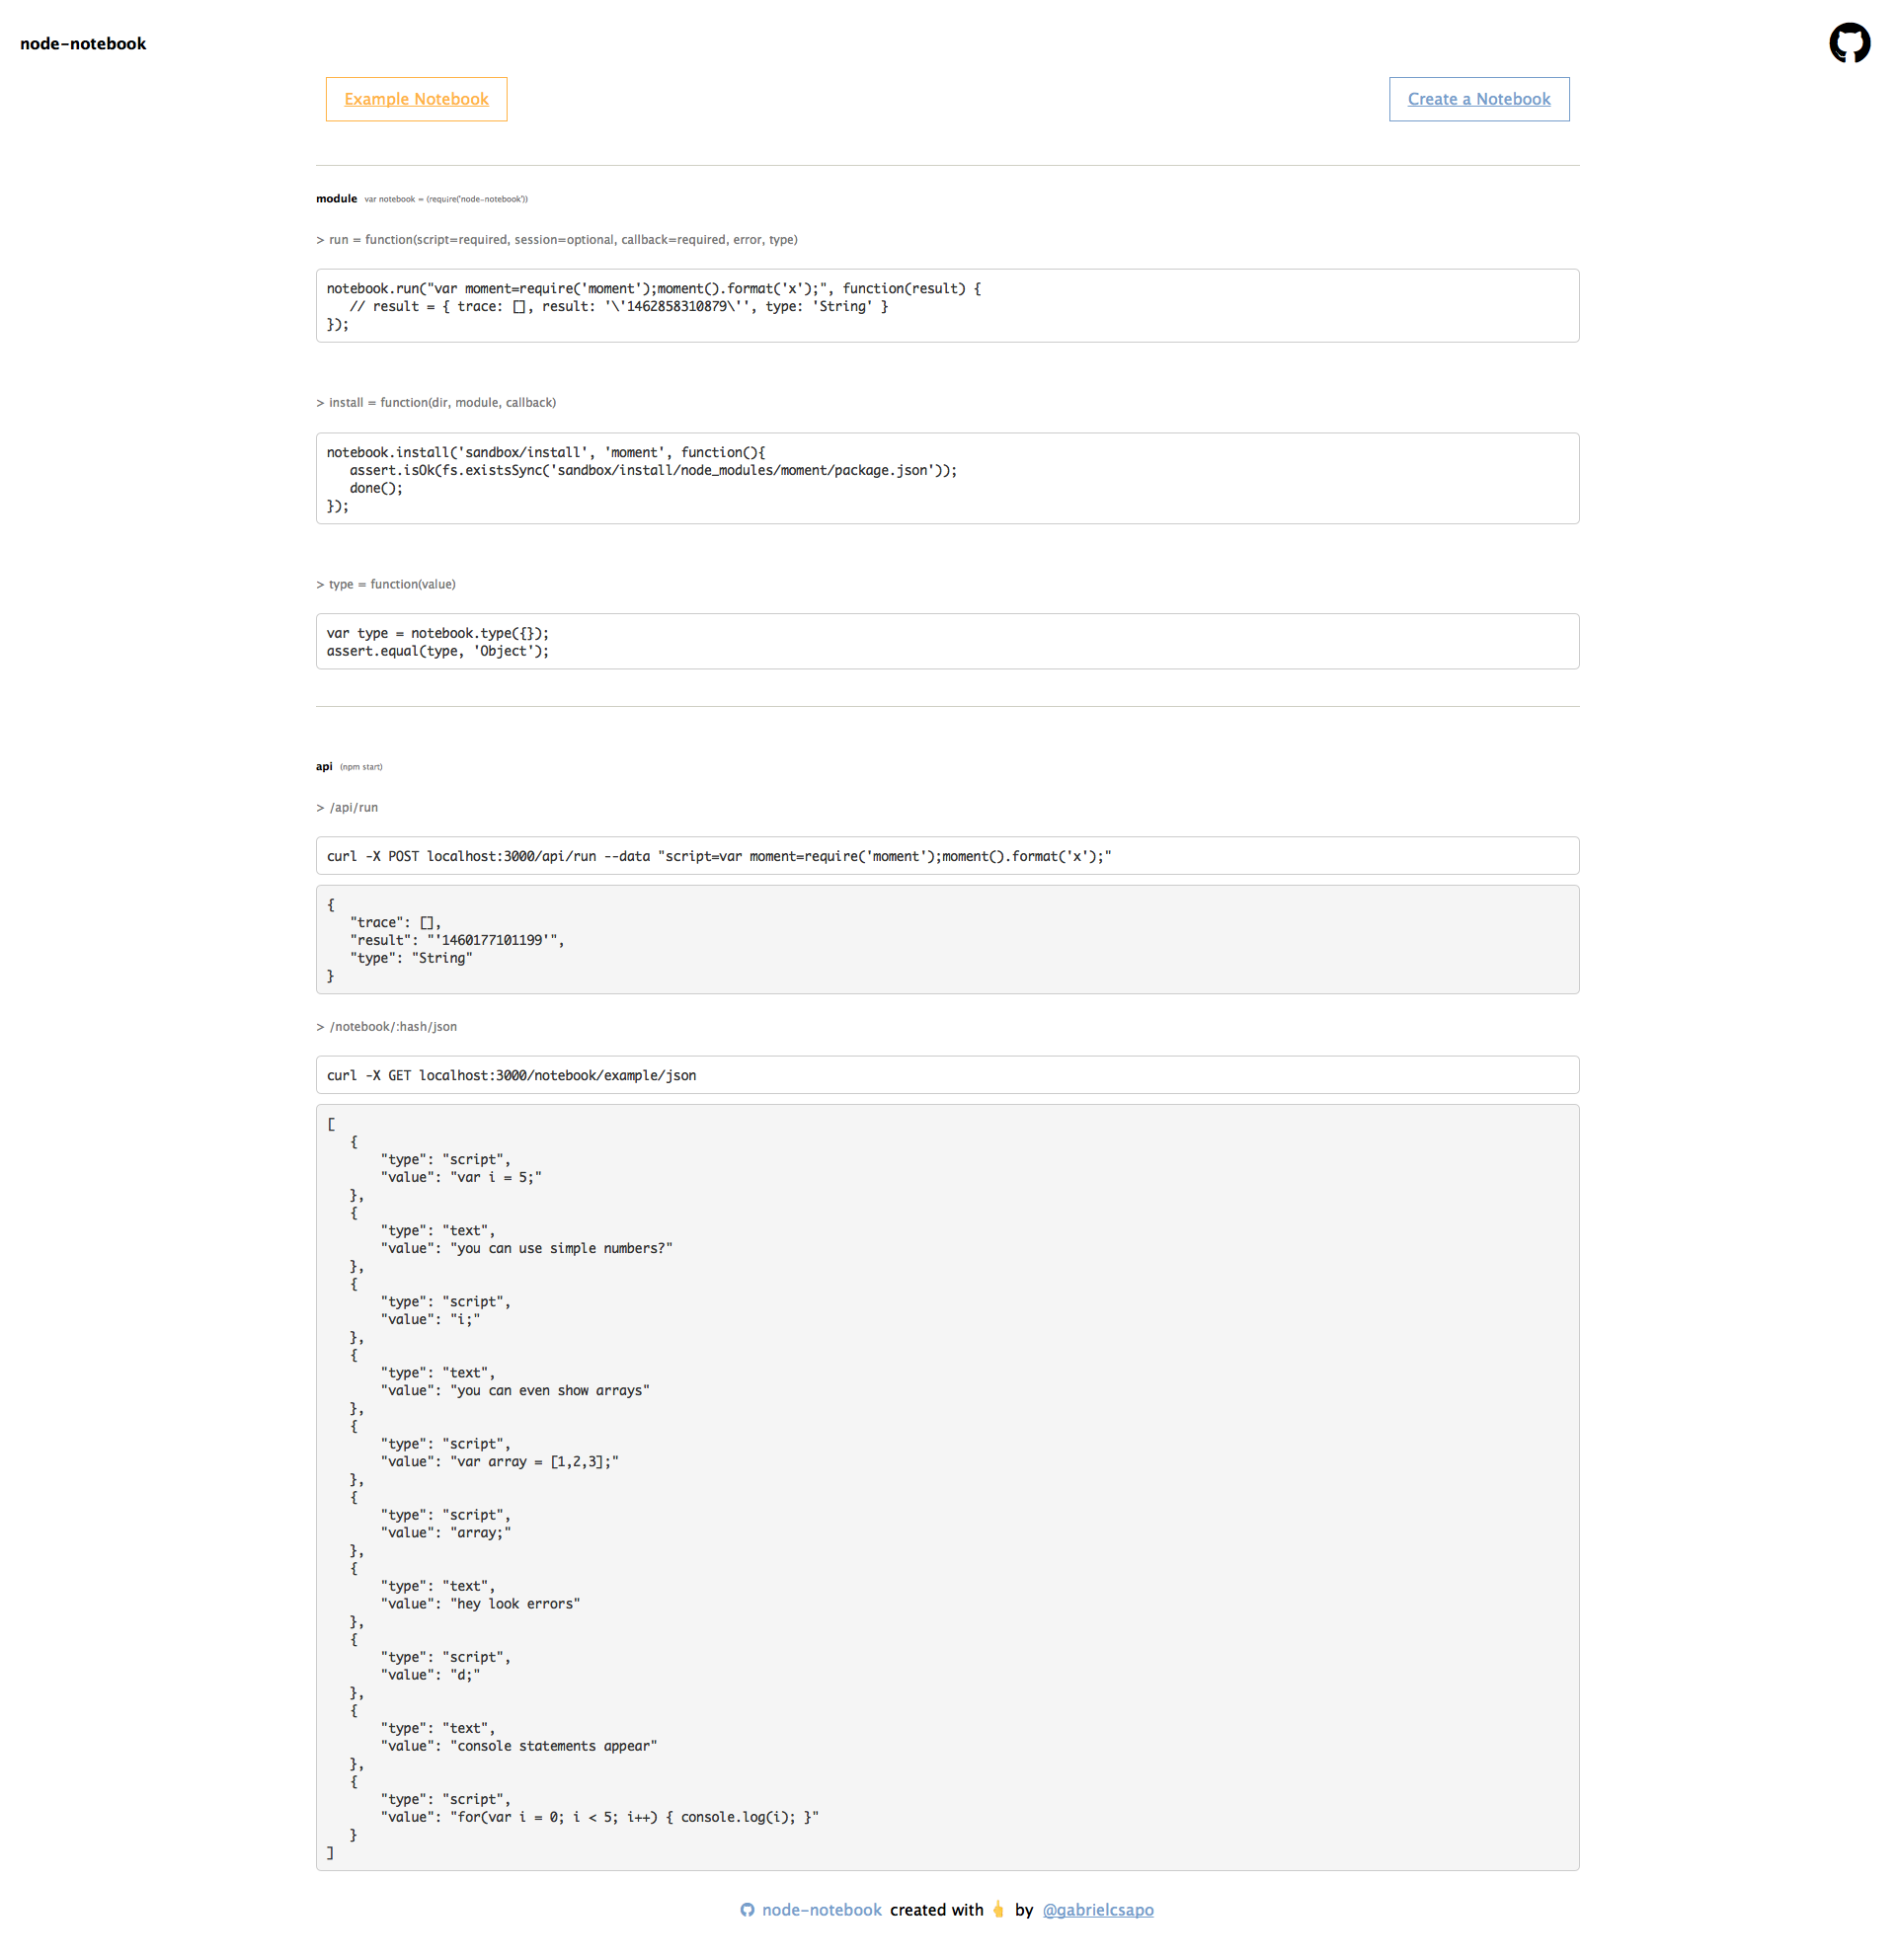 node-notebook
Example Notebook
Create a Notebook
module var notebook = (require('node-notebook'))
> run = function(script=required, session=optional, callback=required, error, type)
notebook.run("var moment=require('moment');moment().format('x');", function(result) {
   // result = { trace: [], result: '\'1462858310879\'', type: 'String' }
});
> install = function(dir, module, callback)
notebook.install('sandbox/install', 'moment', function(){
   assert.isOk(fs.existsSync('sandbox/install/node_modules/moment/package.json'));
   done();
});
> type = function(value)
var type = notebook.type({});
assert.equal(type, 'Object');
api (npm start)
> /api/run
curl -X POST localhost:3000/api/run --data "script=var moment=require('moment');moment().format('x');"
{
   "trace": [],
   "result": "'1460177101199'",
   "type": "String"
}
> /notebook/:hash/json
curl -X GET localhost:3000/notebook/example/json
[
   {
       "type": "script",
       "value": "var i = 5;"
   },
   {
       "type": "text",
       "value": "you can use simple numbers?"
   },
   {
       "type": "script",
       "value": "i;"
   },
   {
       "type": "text",
       "value": "you can even show arrays"
   },
   {
       "type": "script",
       "value": "var array = [1,2,3];"
   },
   {
       "type": "script",
       "value": "array;"
   },
   {
       "type": "text",
       "value": "hey look errors"
   },
   {
       "type": "script",
       "value": "d;"
   },
   {
       "type": "text",
       "value": "console statements appear"
   },
   {
       "type": "script",
       "value": "for(var i = 0; i < 5; i++) { console.log(i); }"
   }
]
node-notebook created with 🖕 by @gabrielcsapo